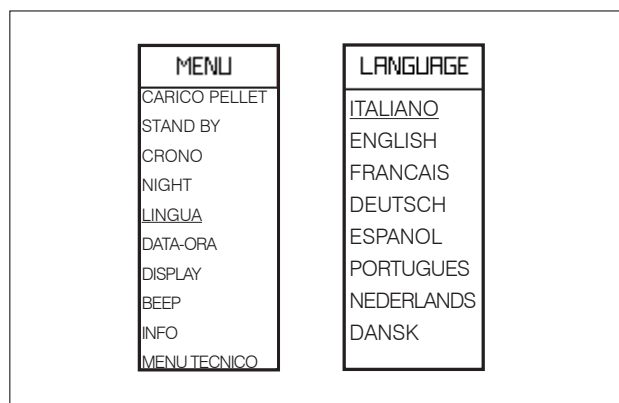 MENU
CARICO PELLET
STAND BY
CRONO
NIGHT
LINGUA
DATA-ORA
DISPLAY
BEEP
INFO
MENU TECNICO
LANGUAGE
ITALIANO
ENGLISH
FRANCAIS
DEUTSCH
ESPANOL
PORTUGUES
NEDERLANDS
DANSK